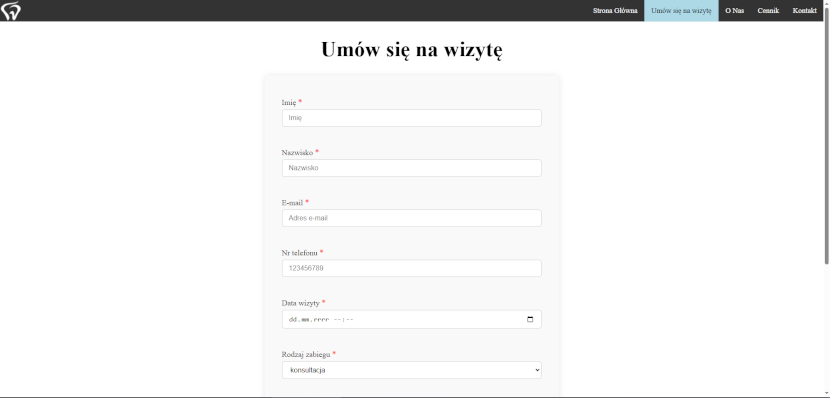 Strona Główna Umów się na wizytę O Nas Cennik Kontakt
Umów się na wizytę
Imię *
Imię
Nazwisko *
Nazwisko
E-mail *
Adres e-mail
Nr telefonu *
123456789
Data wizyty *
dd.mm.rrrr --:--
Rodzaj zabiegu *
konsultacja